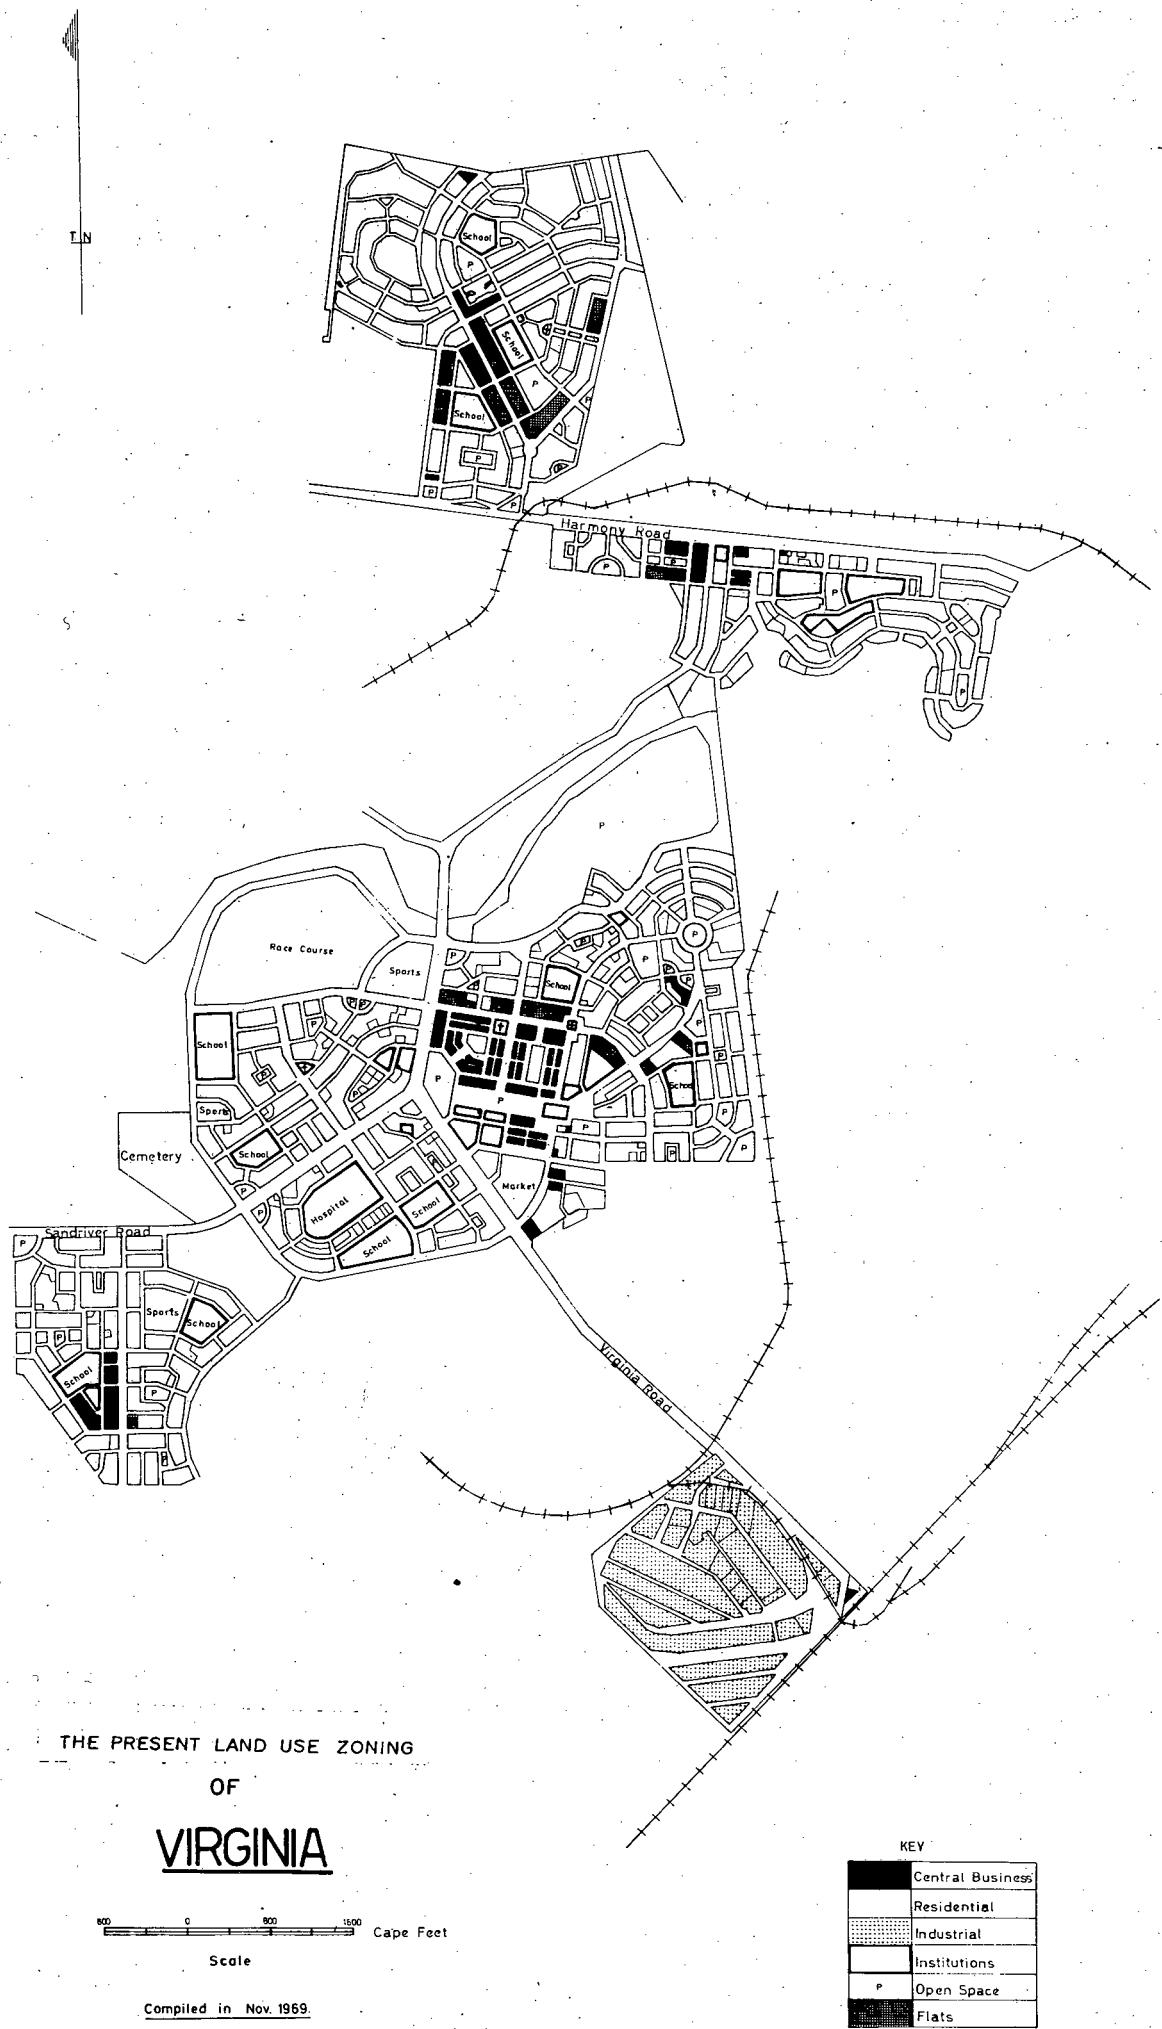 T N
School
P
School
P
School
P
P
P
P
P
Harmony Road
P
P
P
P
P
Race Course
Sports
P
P
P
P
School
P
P
P
School
P
P
P
School
P
P
P
P
Sports
Cemetery
School
P
P
Hospital
School
School
Market
P
P
P
P
Sandriver Road
P
Sports
School
P
School
P
P
Virginia Road
THE PRESENT LAND USE ZONING
OF
VIRGINIA
800 0 800 1600 Cape Feet
Scale
Compiled in Nov. 1969.
KEY
Central Business
Residential
Industrial
Institutions
P Open Space
Flats